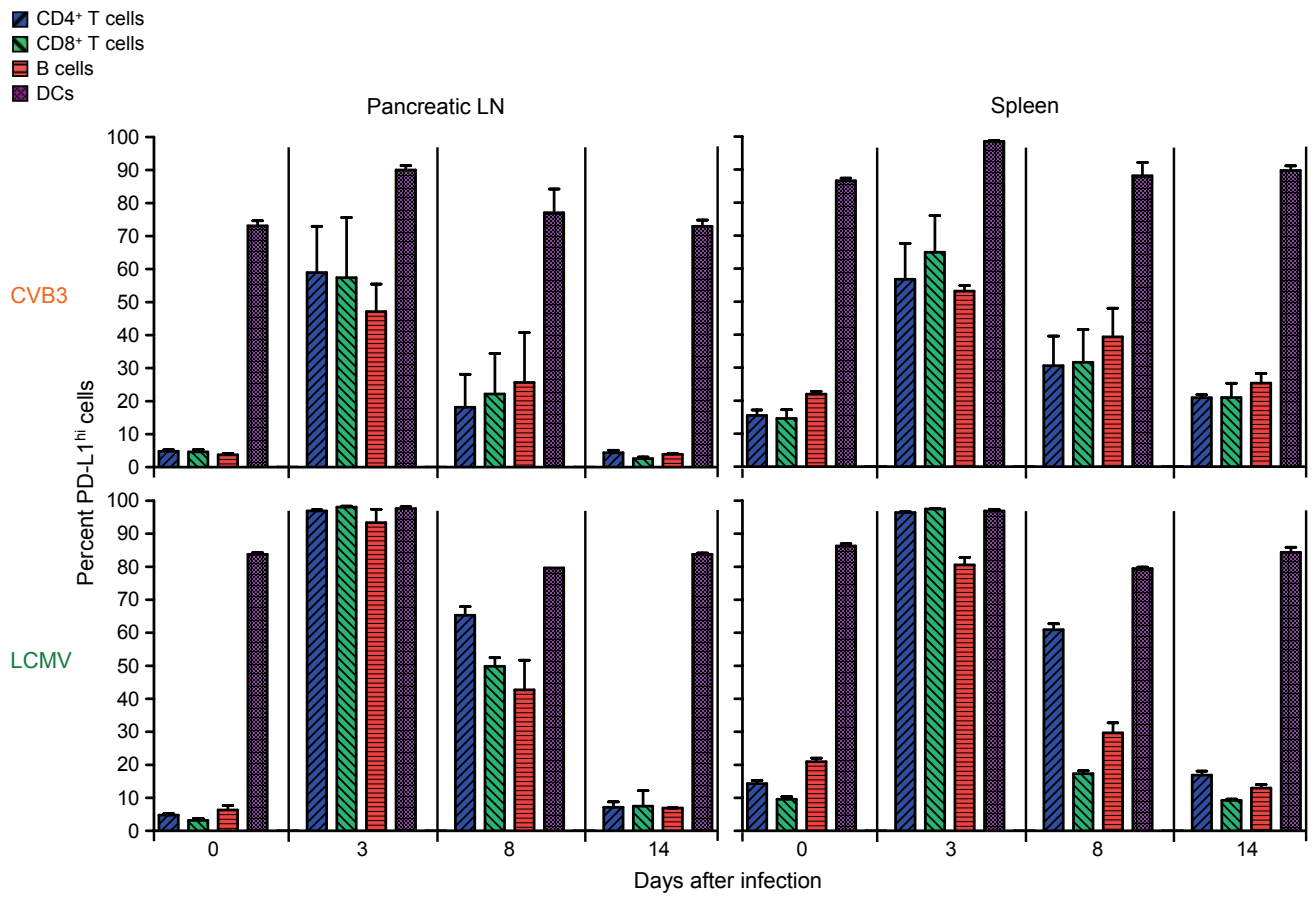 CD4⁺ T cells
CD8⁺ T cells
B cells
DCs
Pancreatic LN
Spleen
CVB3
LCMV
Percent PD-L1ʰⁱ cells
100
90
80
70
60
50
40
30
20
10
0
100
90
80
70
60
50
40
30
20
10
0
0 3 8 14 0 3 8 14
Days after infection